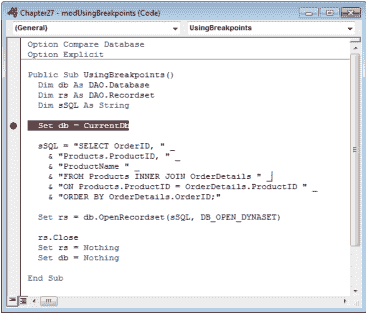 Chapter27 - modUsingBreakpoints (Code)
(General) UsingBreakpoints
Option Compare Database
Option Explicit
Public Sub UsingBreakpoints()
Dim db As DAO.Database
Dim rs As DAO.Recordset
Dim sSQL As String
Set db = CurrentDb
sSQL = "SELECT OrderID, " _
& "Products.ProductID, " _
& "ProductName " _
& "FROM Products INNER JOIN OrderDetails " _
& "ON Products.ProductID = OrderDetails.ProductID " _
& "ORDER BY OrderDetails.OrderID;"
Set rs = db.OpenRecordset(sSQL, DB_OPEN_DYNASET)
rs.Close
Set rs = Nothing
Set db = Nothing
End Sub